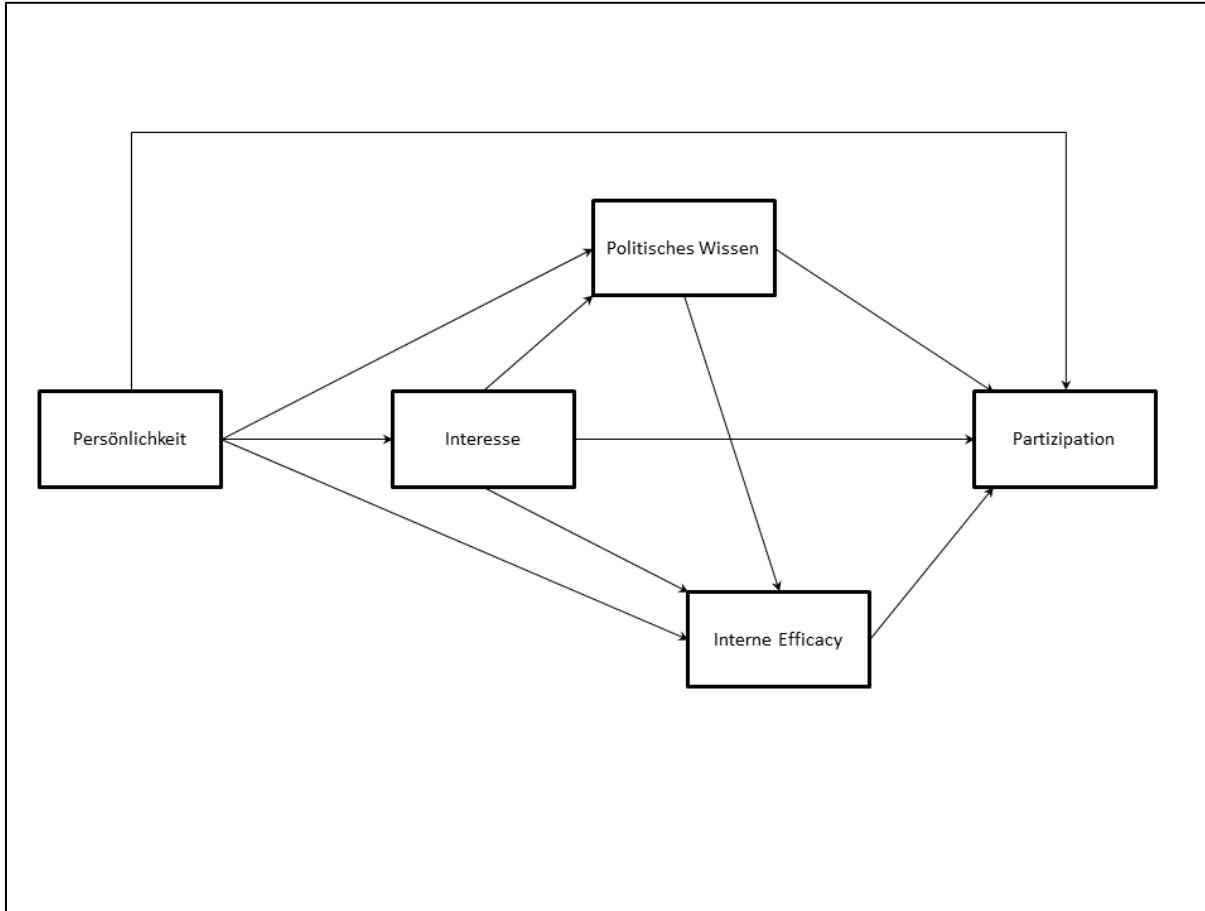 Politisches Wissen
Persönlichkeit
Interesse
Partizipation
Interne Efficacy